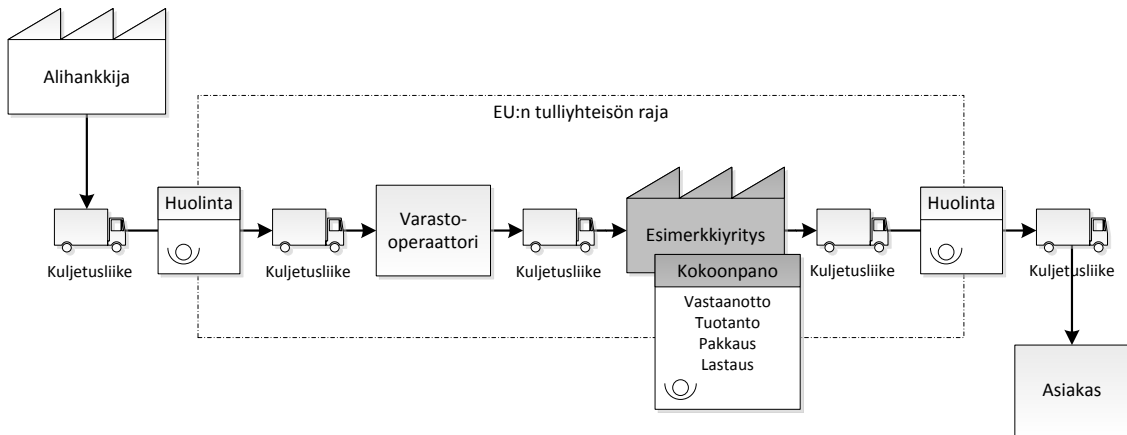 Alihankkija
EU:n tulliyhteisön raja
Kuljetusliike
Huolinta
Kuljetusliike
Varasto-
operaattori
Kuljetusliike
Esimerkkiyritys
Kokoonpano
Vastaanotto
Tuotanto
Pakkaus
Lastaus
Kuljetusliike
Huolinta
Kuljetusliike
Asiakas